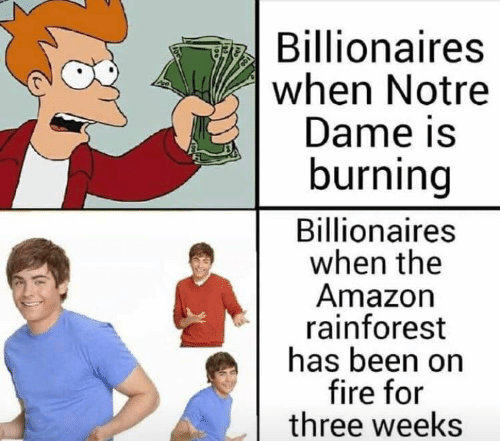 Billionaires
when Notre
Dame is
burning
Billionaires
when the
Amazon
rainforest
has been on
fire for
three weeks